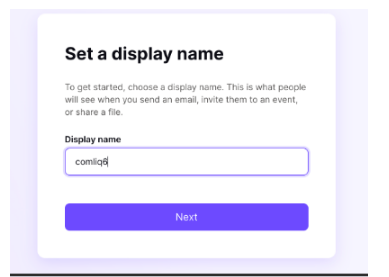 Set a display name
To get started, choose a display name. This is what people
will see when you send an email, invite them to an event,
or share a file.
Display name
comliq6
Next